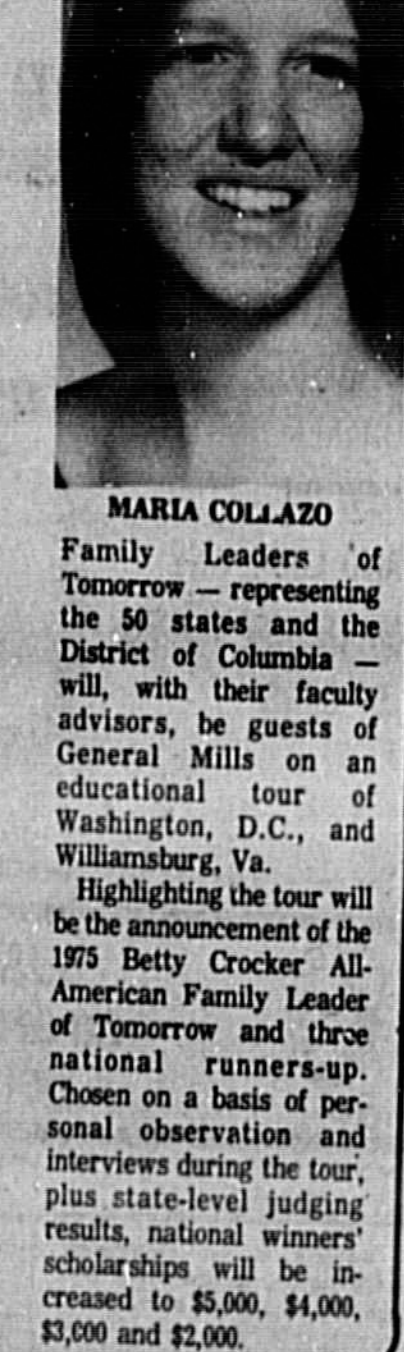 MARIA COLLAZO
Family Leaders of
Tomorrow — representing
the 50 states and the
District of Columbia —
will, with their faculty
advisors, be guests of
General Mills on an
educational tour of
Washington, D.C., and
Williamsburg, Va.
Highlighting the tour will
be the announcement of the
1975 Betty Crocker All-
American Family Leader
of Tomorrow and three
national runners-up.
Chosen on a basis of per-
sonal observation and
interviews during the tour,
plus state-level judging
results, national winners'
scholarships will be in-
creased to $5,000, $4,000,
$3,000 and $2,000.